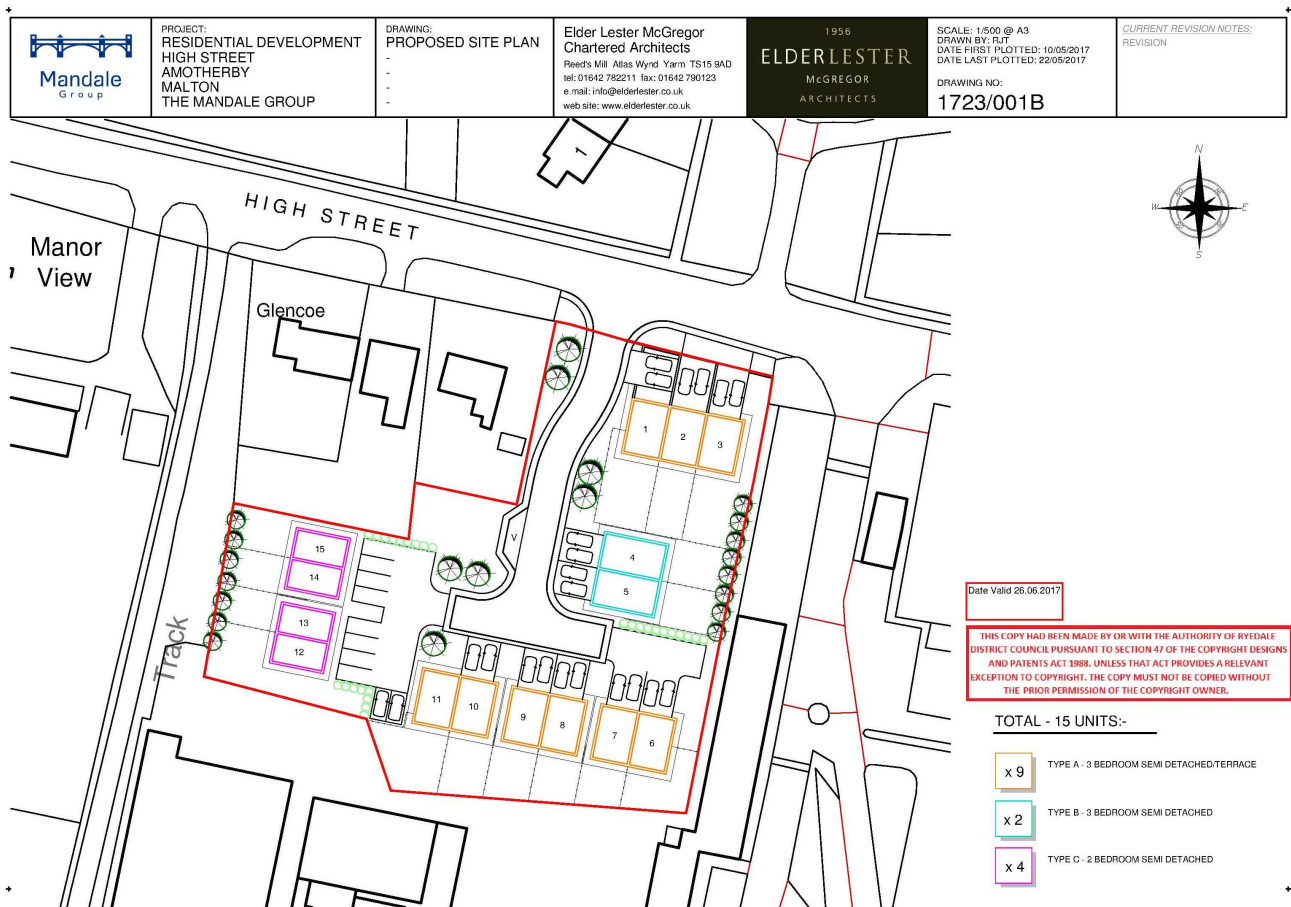 Mandale
Group
PROJECT:
RESIDENTIAL DEVELOPMENT
HIGH STREET
AMOTHERBY
MALTON
THE MANDALE GROUP
DRAWING:
PROPOSED SITE PLAN
-
-
-
Elder Lester McGregor
Chartered Architects
Reed's Mill Atlas Wynd Yarm TS15 9AD
tel: 01642 782211 fax: 01642 790123
e.mail: info@elderlester.co.uk
web site: www.elderlester.co.uk
1956
ELDERLESTER
McGREGOR
ARCHITECTS
SCALE: 1/500 @ A3
DRAWN BY: RJT
DATE FIRST PLOTTED: 10/05/2017
DATE LAST PLOTTED: 22/05/2017
DRAWING NO:
1723/001B
CURRENT REVISION NOTES:
REVISION
1
N
W
E
S
HIGH STREET
Manor
View
Glencoe
1
2
3
15
14
13
12
V
4
5
11
10
9
8
7
6
Track
Date Valid 26.06.2017
THIS COPY HAD BEEN MADE BY OR WITH THE AUTHORITY OF RYEDALE
DISTRICT COUNCIL PURSUANT TO SECTION 47 OF THE COPYRIGHT DESIGNS
AND PATENTS ACT 1988. UNLESS THAT ACT PROVIDES A RELEVANT
EXCEPTION TO COPYRIGHT. THE COPY MUST NOT BE COPIED WITHOUT
THE PRIOR PERMISSION OF THE COPYRIGHT OWNER.
TOTAL - 15 UNITS:-
x 9
TYPE A - 3 BEDROOM SEMI DETACHED/TERRACE
x 2
TYPE B - 3 BEDROOM SEMI DETACHED
x 4
TYPE C - 2 BEDROOM SEMI DETACHED